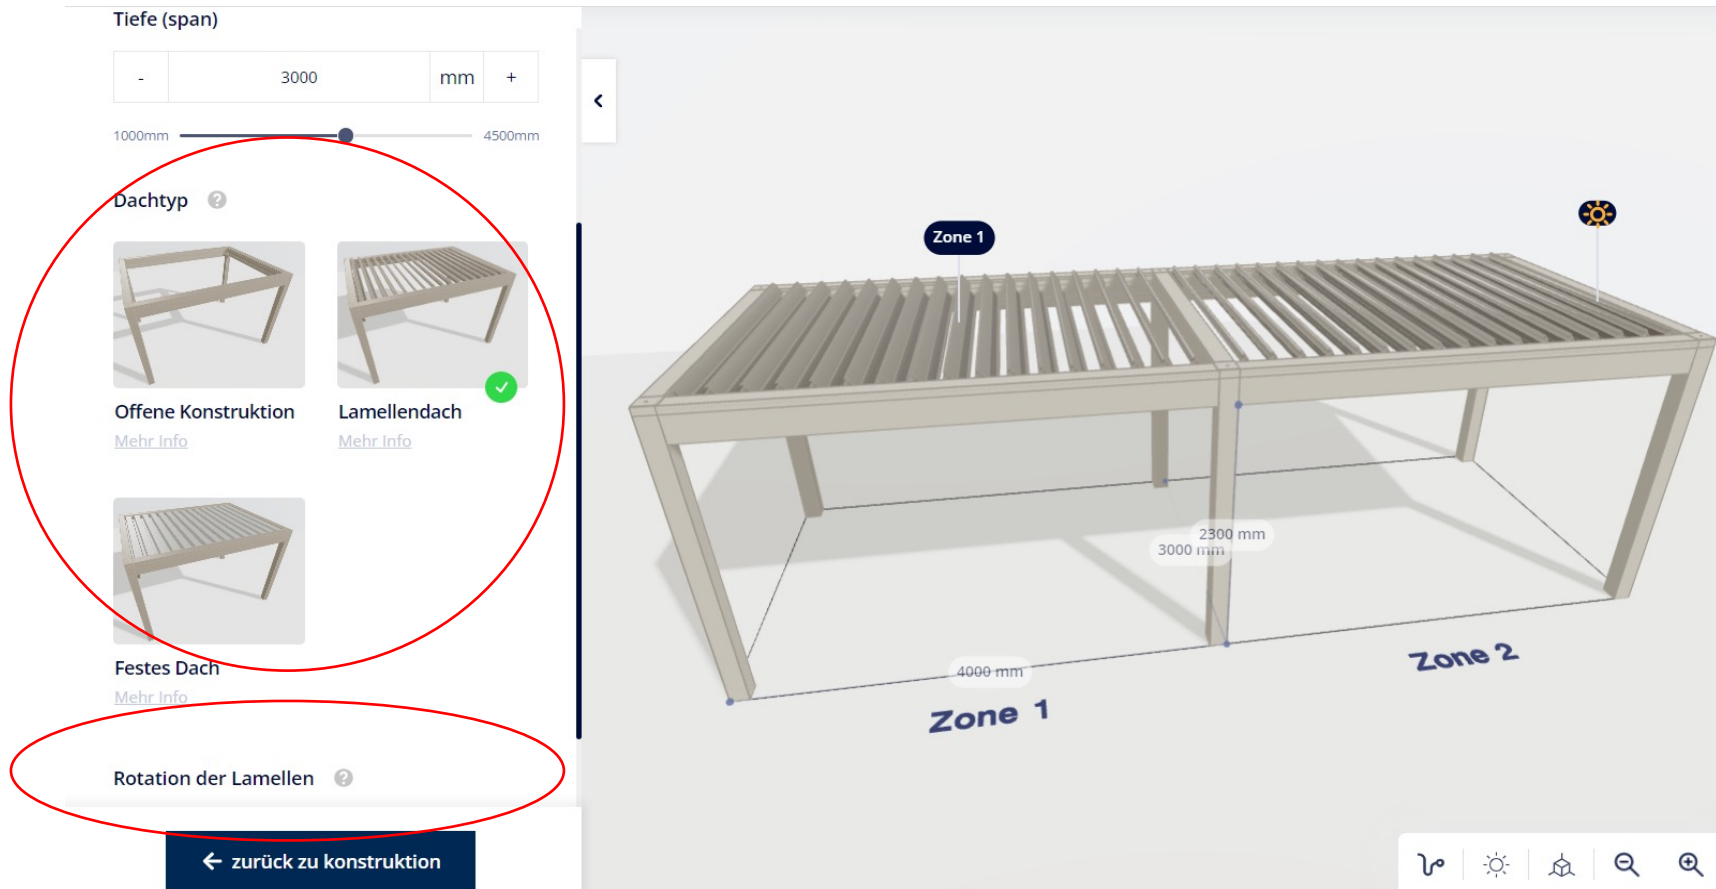 Tiefe (span)
- 3000 mm +
1000mm 4500mm
Dachtyp ?
Offene Konstruktion Lamellendach
Mehr Info Mehr Info
Festes Dach
Mehr Info
Rotation der Lamellen ?
zurück zu konstruktion
Zone 1
2300 mm
3000 mm
4000 mm
Zone 2
Zone 1